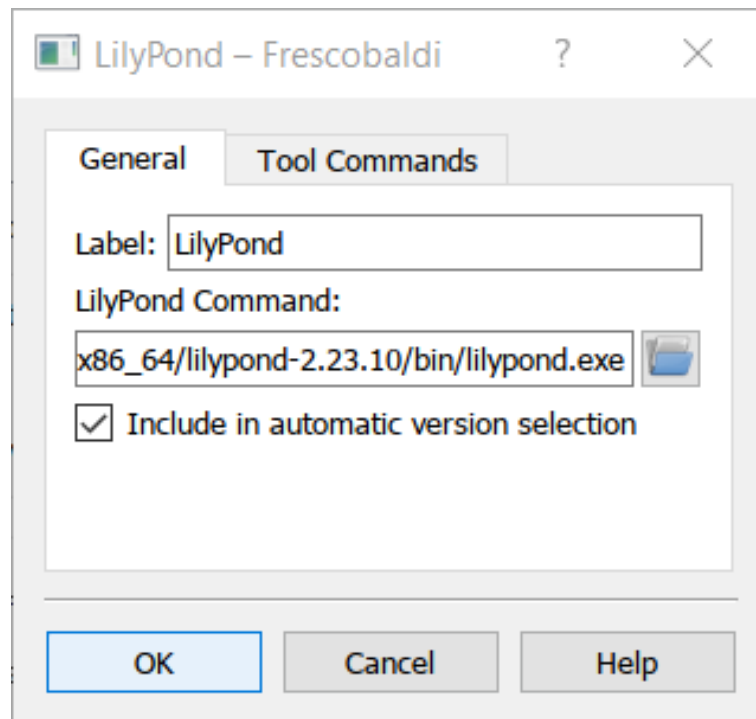 LilyPond – Frescobaldi ?
General Tool Commands
Label: LilyPond
LilyPond Command:
x86_64/lilypond-2.23.10/bin/lilypond.exe
Include in automatic version selection
OK Cancel Help